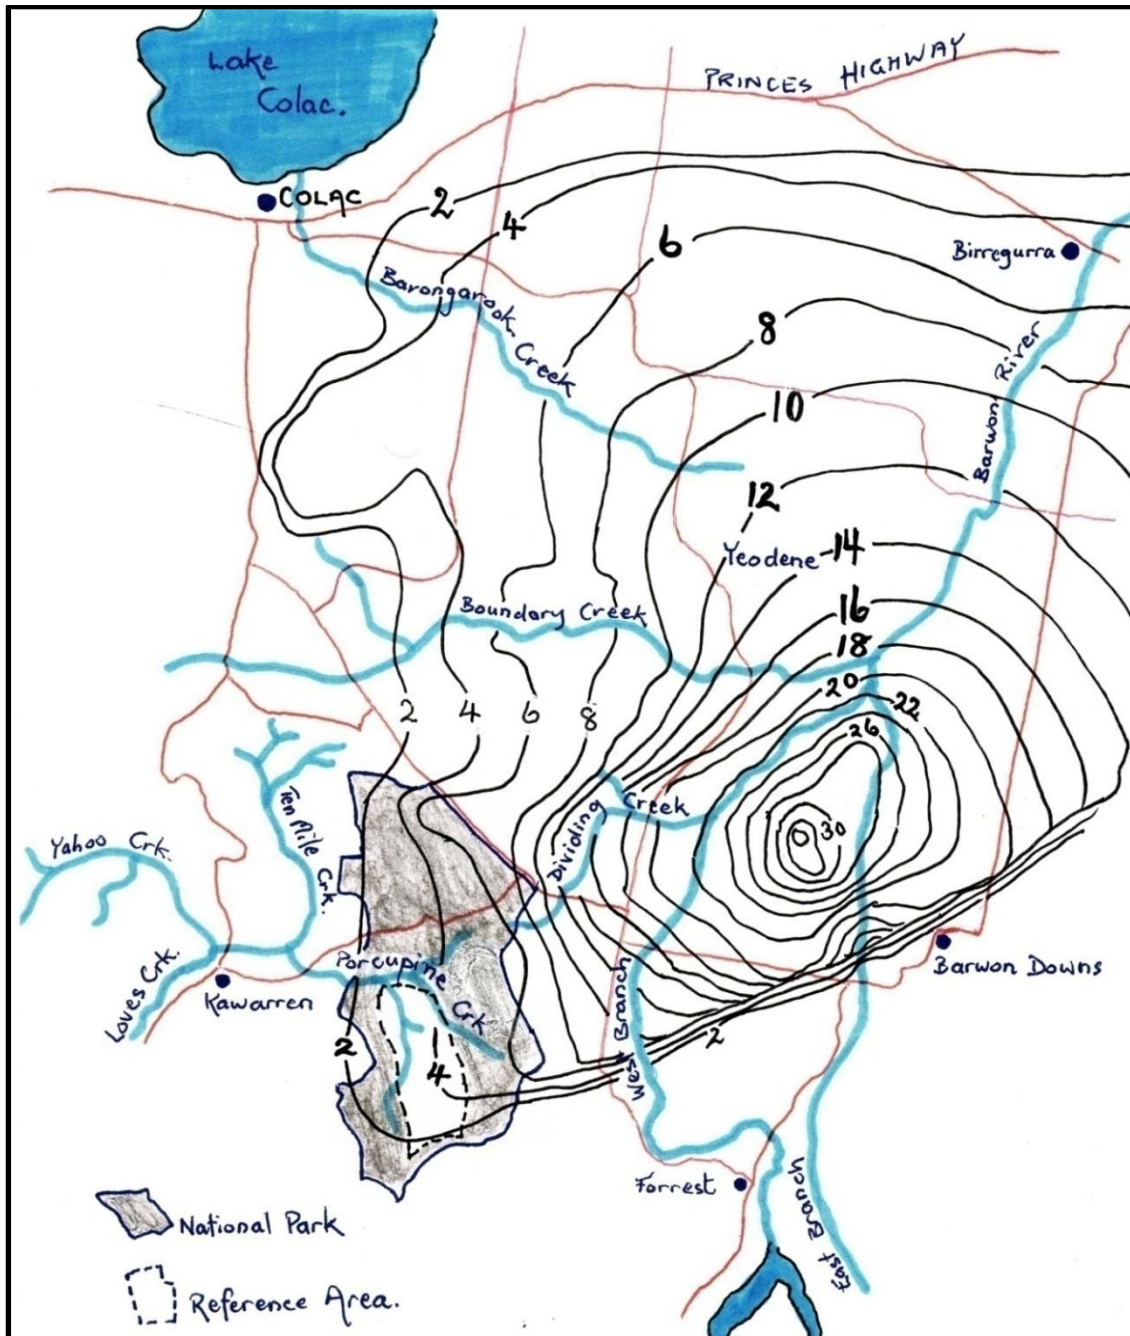 Lake
Colac.
PRINCES HIGHWAY
COLAC
2
4
6
Birregurra
Barongarook
Creek
8
Barwon River
10
12
Yeodene
14
Boundary Creek
16
18
20
22
2
4
6
8
26
Ten Mile Crk.
Dividing Creek
30
Yahoo Crk.
Loves Crk.
Kawarren
Porcupine
Crk
West Branch
Barwon Downs
2
4
2
Forrest
East Branch
National Park
Reference Area.